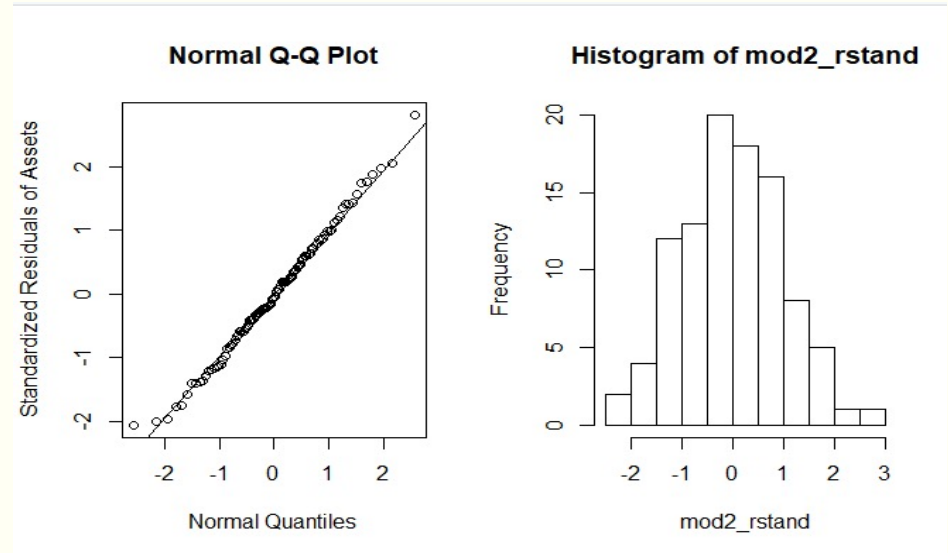 Normal Q-Q Plot
Standardized Residuals of Assets
2
1
0
-1
-2
-2 -1 0 1 2
Normal Quantiles
Histogram of mod2_rstand
Frequency
20
15
10
5
0
-2 -1 0 1 2 3
mod2_rstand